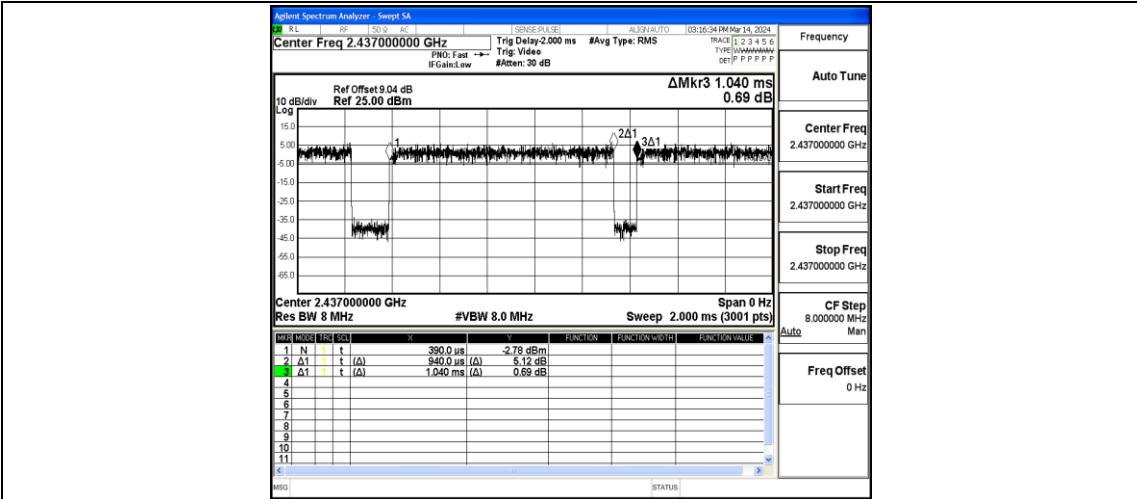 Agilent Spectrum Analyzer - Swept SA
LXI RL RF 50 Ω AC SENSE:PULSE ALIGN AUTO 03:16:34 PM Mar 14, 2024
Center Freq 2.437000000 GHz Trig Delay-2.000 ms #Avg Type: RMS TRACE 1 2 3 4 5 6
PNO: Fast Trig: Video TYPE WWWWWW
IFGain:Low #Atten: 30 dB DET P P P P P P
ΔMkr3 1.040 ms
0.69 dB
Ref Offset 9.04 dB
10 dB/div Ref 25.00 dBm
Log
15.0
5.00
-5.00
-15.0
-25.0
-35.0
-45.0
-55.0
-65.0
1
2Δ1
3Δ1
Center 2.437000000 GHz Span 0 Hz
Res BW 8 MHz #VBW 8.0 MHz Sweep 2.000 ms (3001 pts)
MKR MODE TRC SCL X Y FUNCTION FUNCTION WIDTH FUNCTION VALUE
1 N 1 t 390.0 µs -2.78 dBm
2 Δ1 1 t (Δ) 940.0 µs (Δ) 5.12 dB
3 Δ1 1 t (Δ) 1.040 ms (Δ) 0.69 dB
4
5
6
7
8
9
10
11
MSG STATUS
Frequency
Auto Tune
Center Freq
2.437000000 GHz
Start Freq
2.437000000 GHz
Stop Freq
2.437000000 GHz
CF Step
8.000000 MHz
Auto Man
Freq Offset
0 Hz